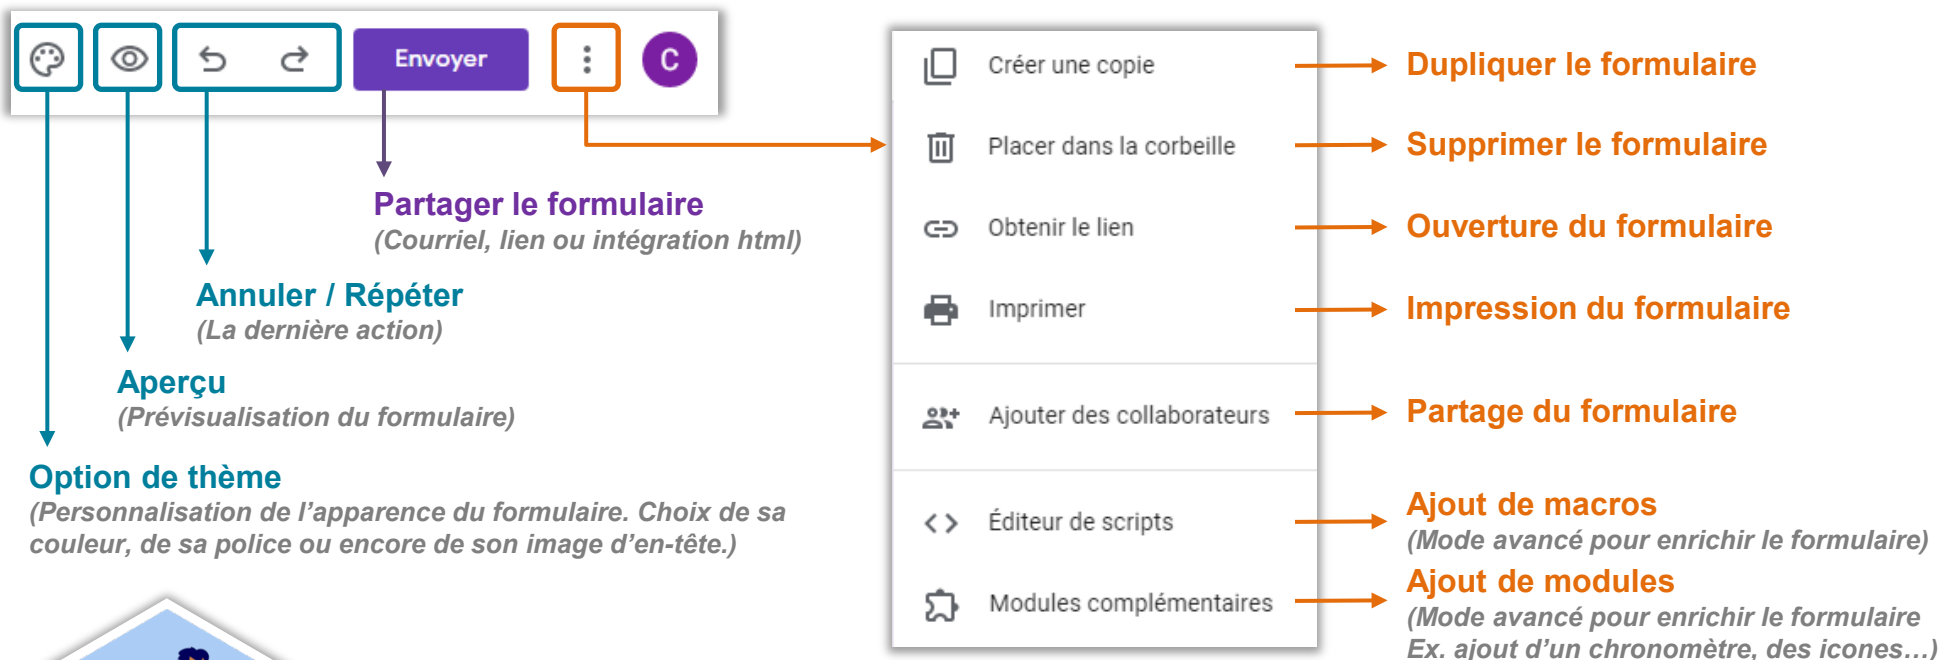 Envoyer
C
Partager le formulaire
(Courriel, lien ou intégration html)
Annuler / Répéter
(La dernière action)
Aperçu
(Prévisualisation du formulaire)
Option de thème
(Personnalisation de l’apparence du formulaire. Choix de sa
couleur, de sa police ou encore de son image d’en-tête.)
Créer une copie
Dupliquer le formulaire
Placer dans la corbeille
Supprimer le formulaire
Obtenir le lien
Ouverture du formulaire
Imprimer
Impression du formulaire
Ajouter des collaborateurs
Partage du formulaire
Éditeur de scripts
Ajout de macros
(Mode avancé pour enrichir le formulaire)
Modules complémentaires
Ajout de modules
(Mode avancé pour enrichir le formulaire
Ex. ajout d’un chronomètre, des icones…)